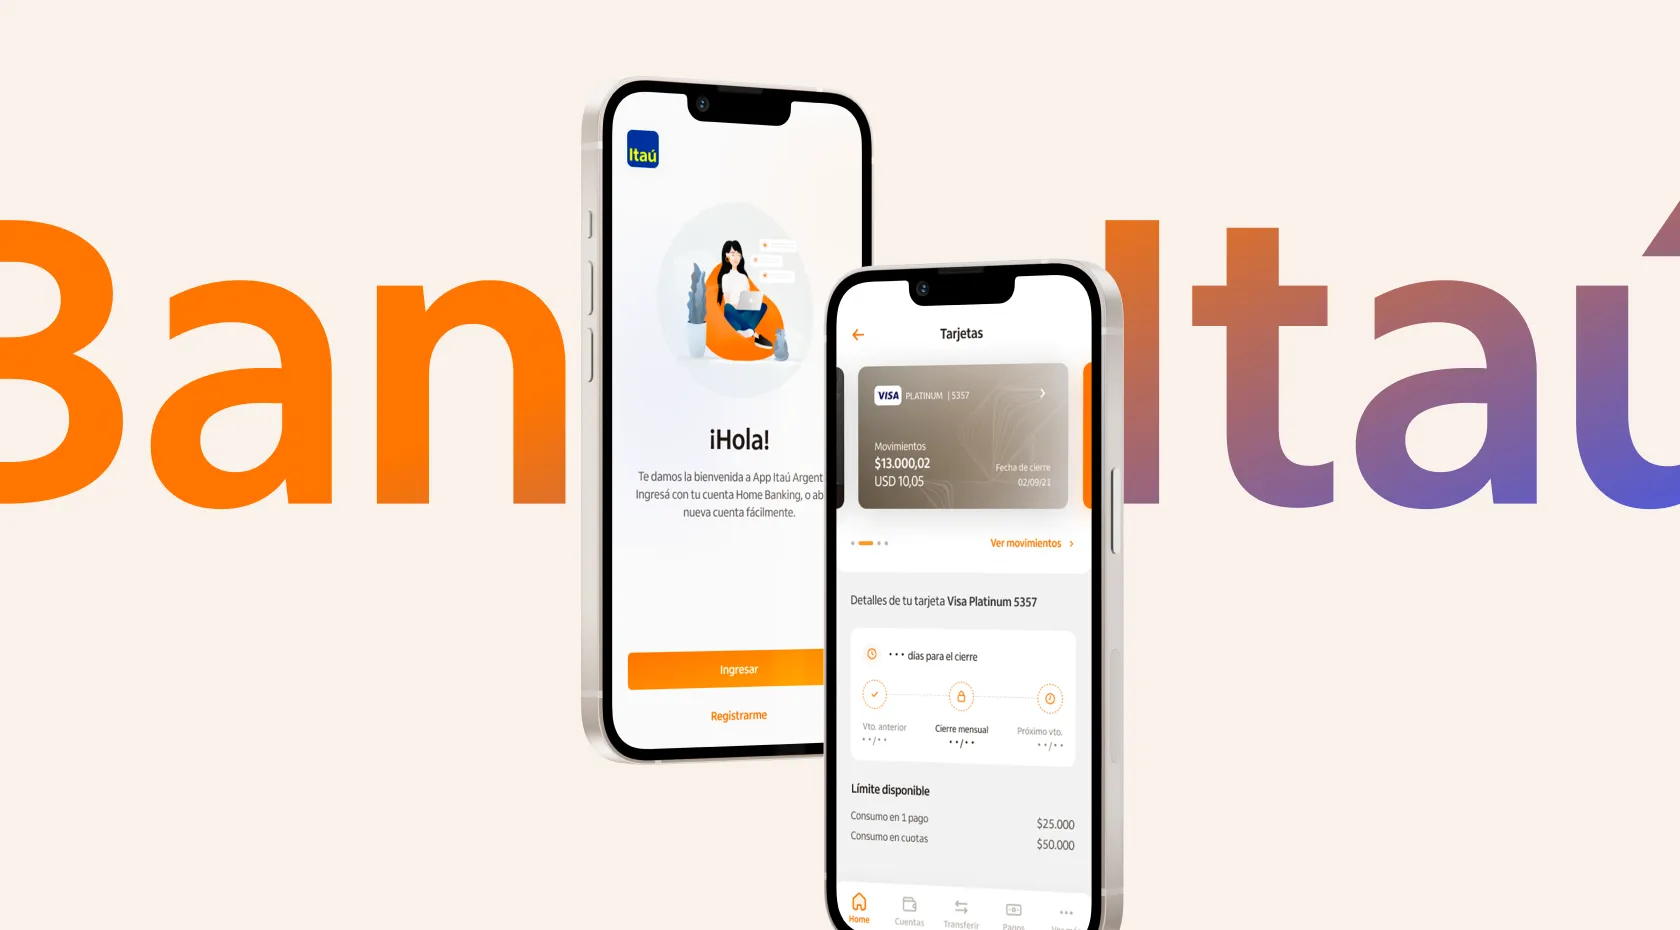 Ban Itaú
Itaú
¡Hola!
Te damos la bienvenida a App Itaú Argent
Ingresá con tu cuenta Home Banking, o ab
nueva cuenta fácilmente.
Ingresar
Registrarme
Tarjetas
VISA PLATINUM | 5357
Movimientos
$13.000,02
USD 10,05
Fecha de cierre
02/09/21
Ver movimientos
Detalles de tu tarjeta Visa Platinum 5357
••• días para el cierre
Vto. anterior
••/••
Cierre mensual
••/••
Próximo vto.
••/••
Límite disponible
Consumo en 1 pago $25.000
Consumo en cuotas $50.000
Home
Cuentas
Transferir
Pagos